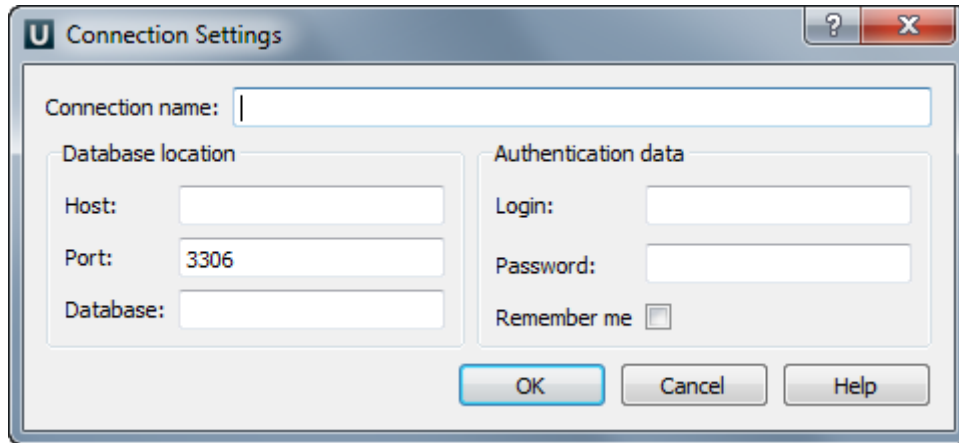 U Connection Settings ?
Connection name:
Database location
Host:
Port: 3306
Database:
Authentication data
Login:
Password:
Remember me
OK Cancel Help